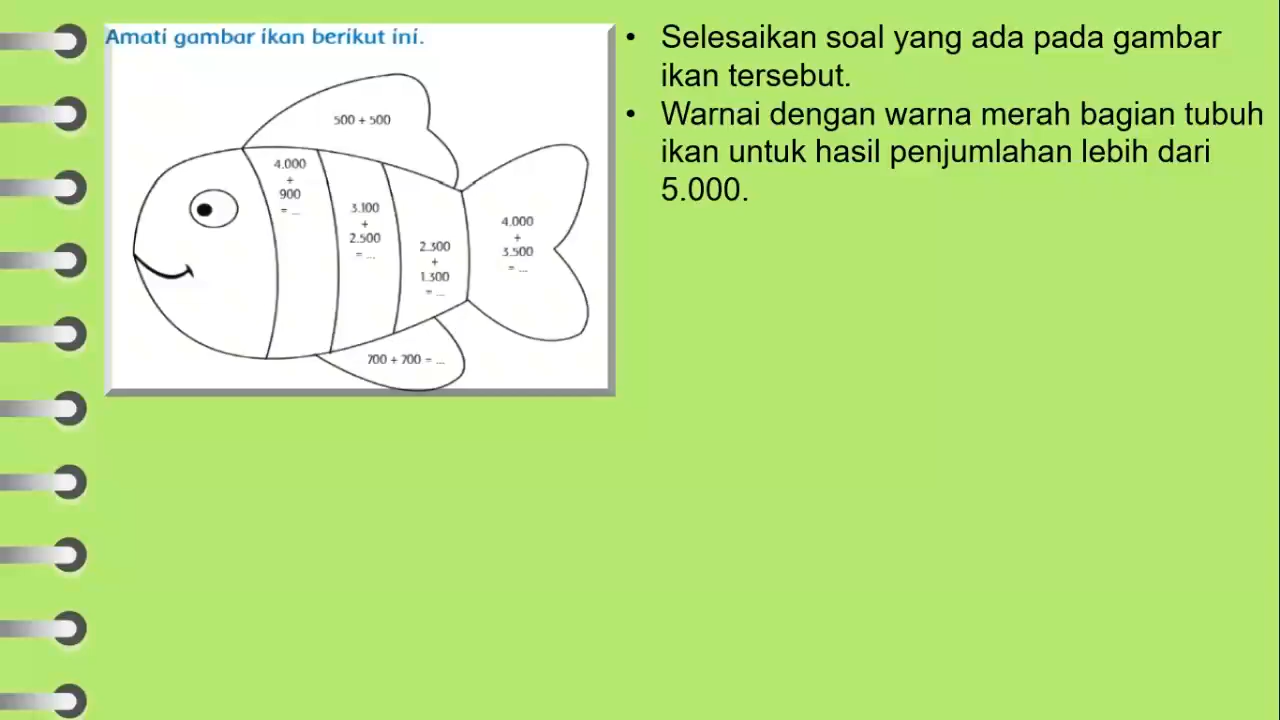 Amati gambar ikan berikut ini.
500 + 500
4.000
+
900
= ...
3.100
+
2.500
= ...
2.300
+
1.300
= ...
4.000
+
3.500
= ...
700 + 700 = ...
• Selesaikan soal yang ada pada gambar
ikan tersebut.
• Warnai dengan warna merah bagian tubuh
ikan untuk hasil penjumlahan lebih dari
5.000.